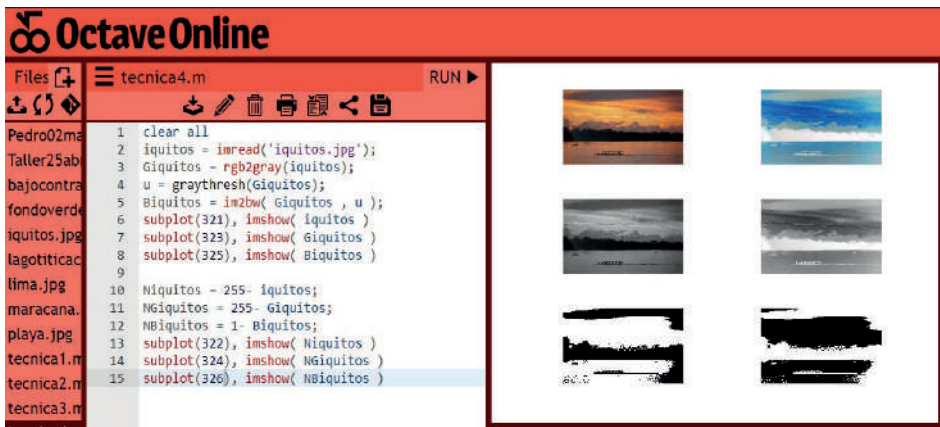 Octave Online
Files
tecnica4.m
RUN
Pedro02ma
Taller25ab
bajocontra
fondoverde
iquitos.jpg
lagotiticac
lima.jpg
maracana.
playa.jpg
tecnica1.m
tecnica2.m
tecnica3.m
1 clear all
2 iquitos = imread('iquitos.jpg');
3 Giquitos = rgb2gray(iquitos);
4 u = graythresh(Giquitos);
5 Biquitos = im2bw( Giquitos , u );
6 subplot(321), imshow( iquitos )
7 subplot(323), imshow( Giquitos )
8 subplot(325), imshow( Biquitos )
9
10 Niquitos = 255- iquitos;
11 NGiquitos = 255- Giquitos;
12 NBiquitos = 1- Biquitos;
13 subplot(322), imshow( Niquitos )
14 subplot(324), imshow( NGiquitos )
15 subplot(326), imshow( NBiquitos )